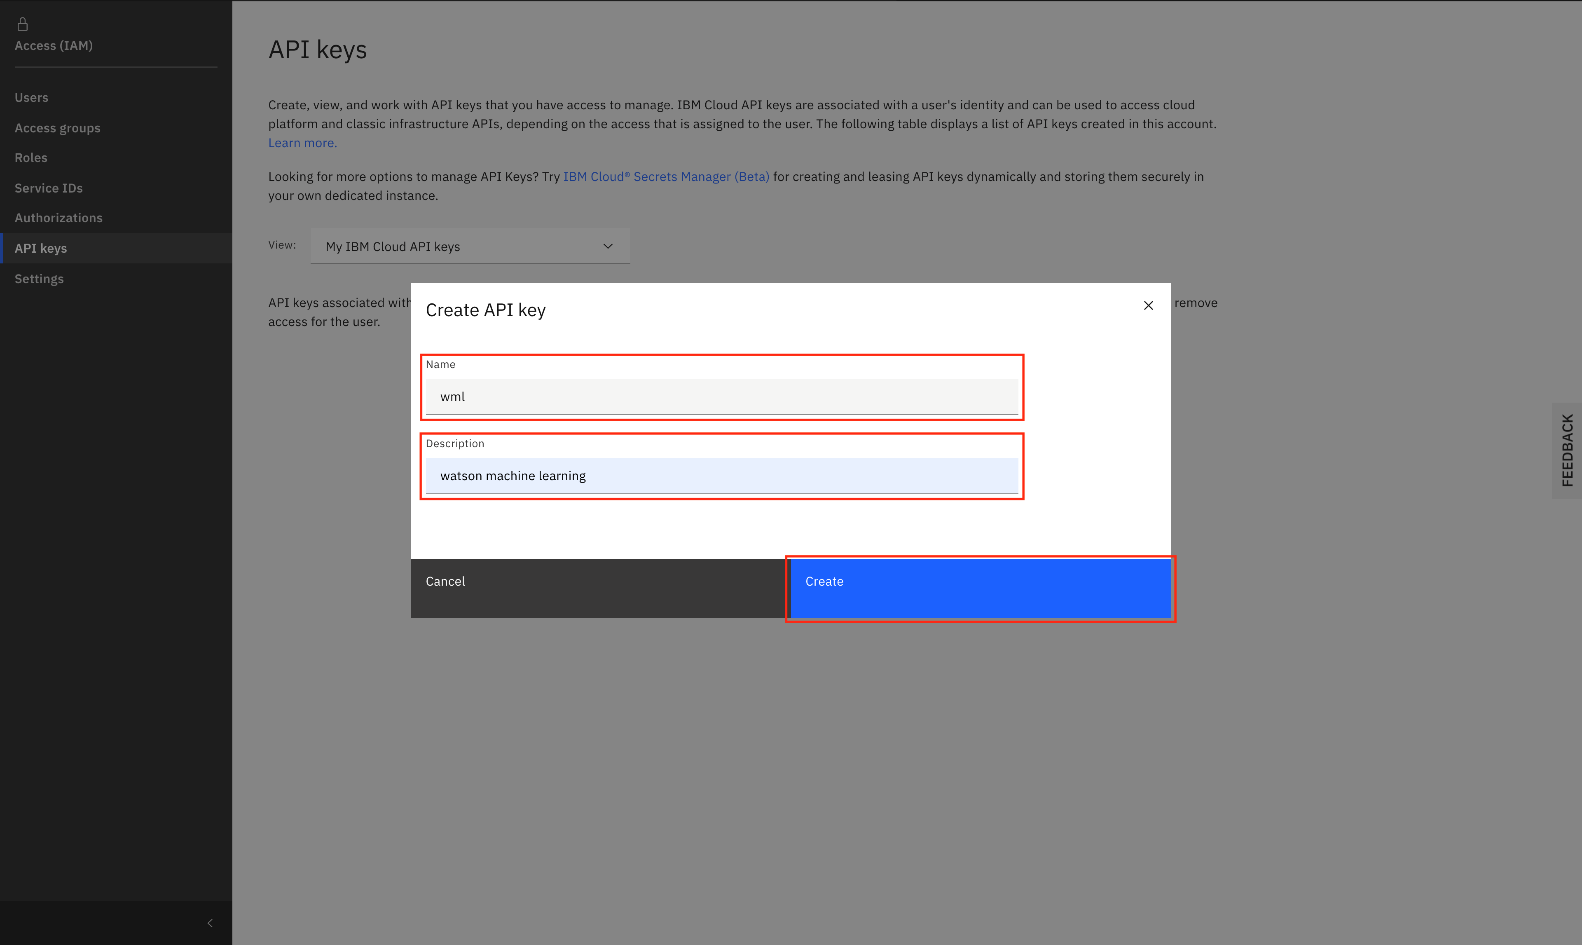 Access (IAM)
Users
Access groups
Roles
Service IDs
Authorizations
API keys
Settings
API keys
Create, view, and work with API keys that you have access to manage. IBM Cloud API keys are associated with a user's identity and can be used to access cloud
platform and classic infrastructure APIs, depending on the access that is assigned to the user. The following table displays a list of API keys created in this account.
Learn more.
Looking for more options to manage API Keys? Try IBM Cloud® Secrets Manager (Beta) for creating and leasing API keys dynamically and storing them securely in
your own dedicated instance.
View:
My IBM Cloud API keys
API keys associated with
remove
access for the user.
Create API key
Name
wml
Description
watson machine learning
Cancel
Create
FEEDBACK